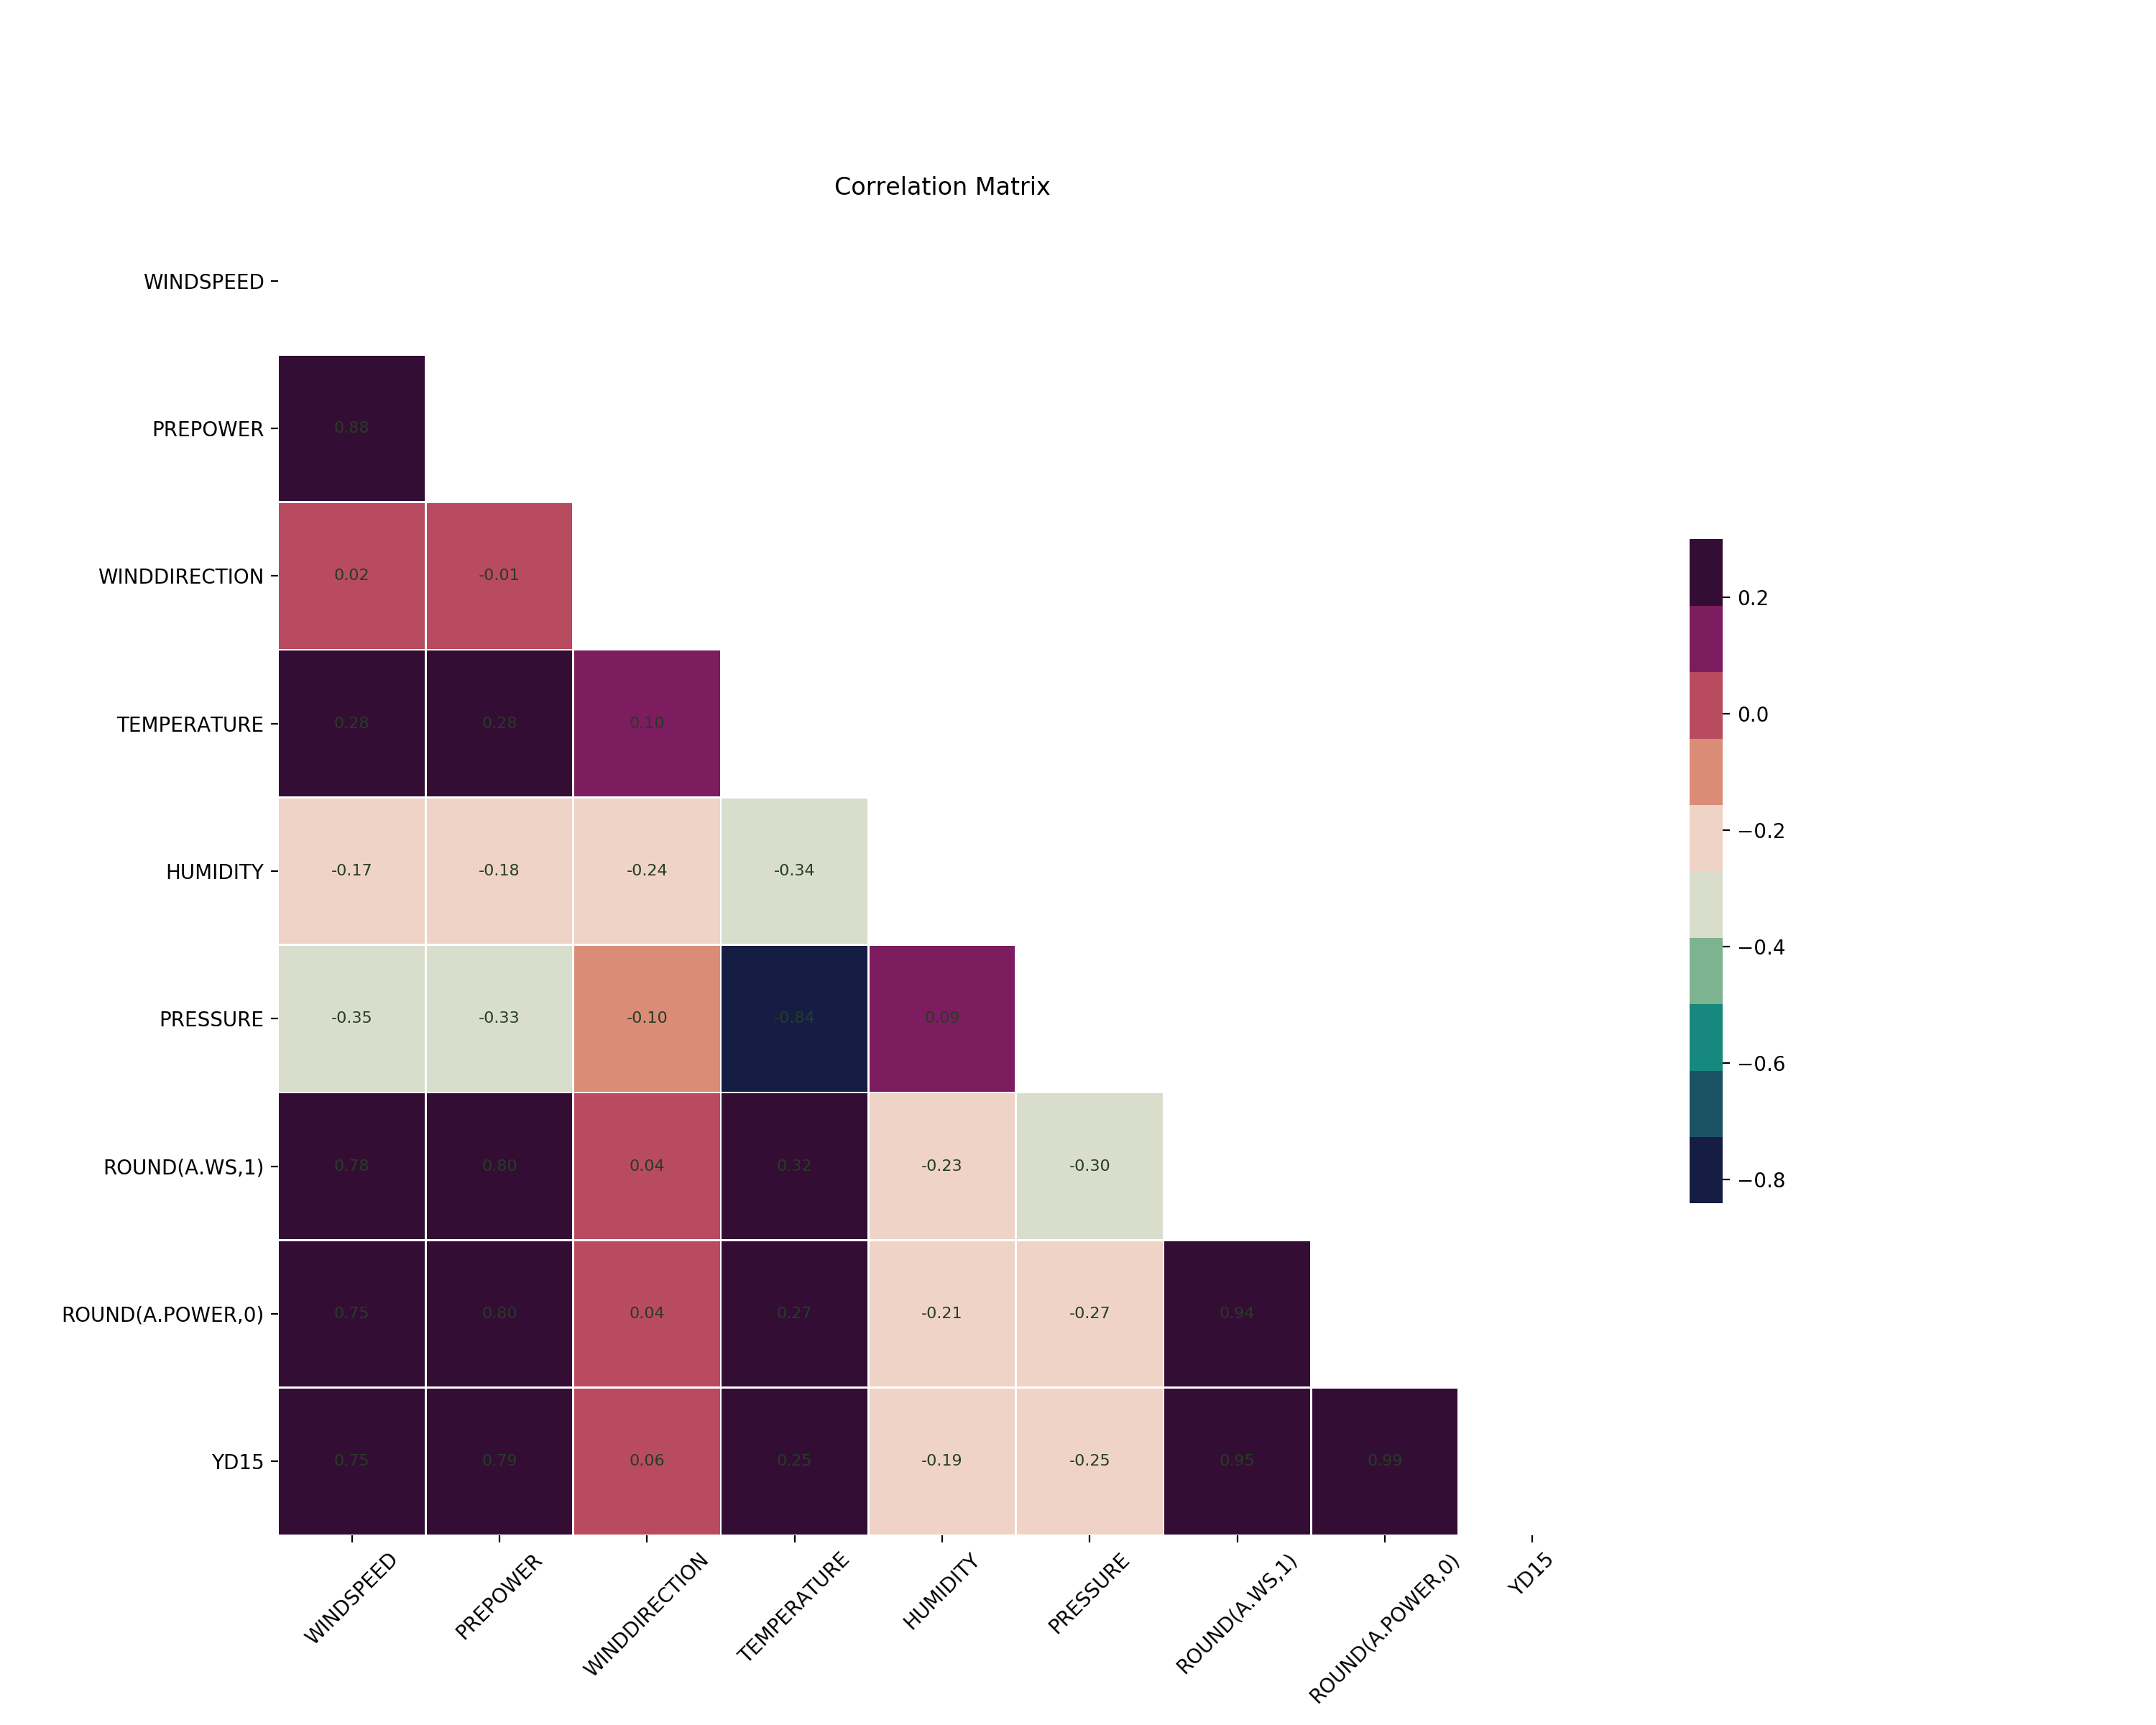 Correlation Matrix
WINDSPEED
PREPOWER 0.88
WINDDIRECTION 0.02 -0.01
TEMPERATURE 0.28 0.28 0.10
HUMIDITY -0.17 -0.18 -0.24 -0.34
PRESSURE -0.35 -0.33 -0.10 -0.84 0.09
ROUND(A.WS,1) 0.78 0.80 0.04 0.32 -0.23 -0.30
ROUND(A.POWER,0) 0.75 0.80 0.04 0.27 -0.21 -0.27 0.94
YD15 0.75 0.79 0.06 0.25 -0.19 -0.25 0.95 0.99
WINDSPEED PREPOWER WINDDIRECTION TEMPERATURE HUMIDITY PRESSURE ROUND(A.WS,1) ROUND(A.POWER,0) YD15
0.2
0.0
−0.2
−0.4
−0.6
−0.8